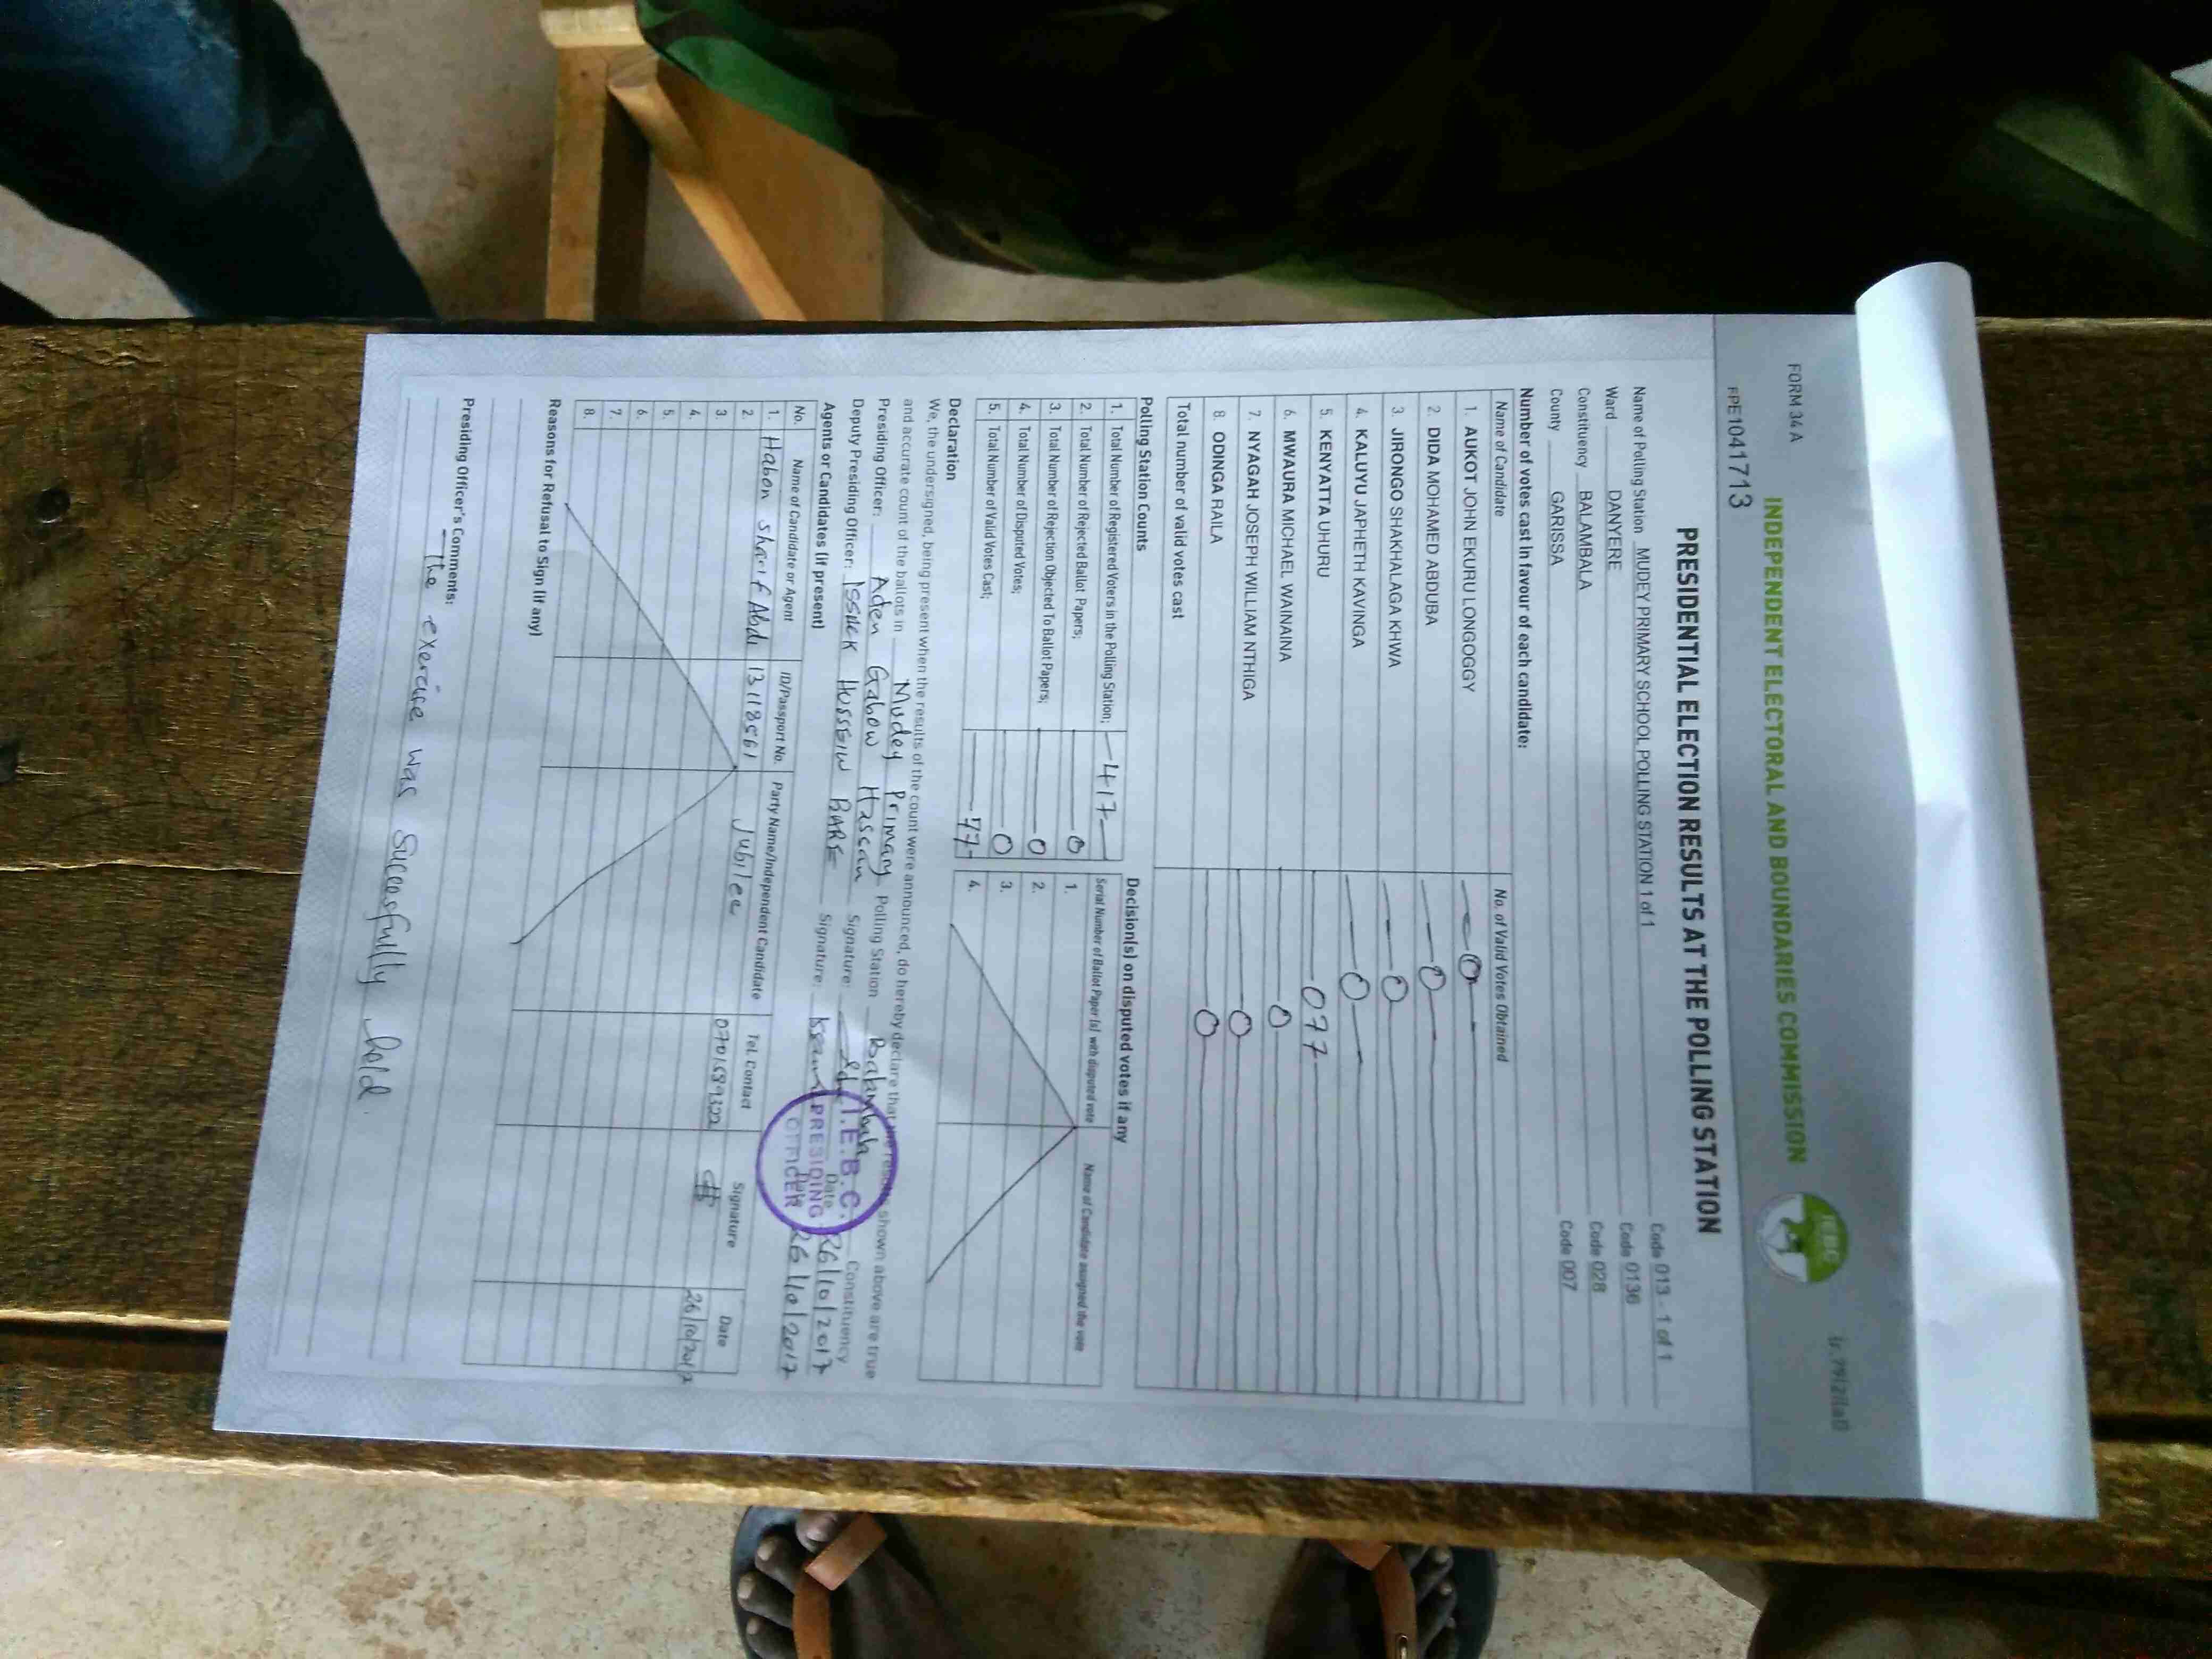 FORM 34 A
INDEPENDENT ELECTORAL AND BOUNDARIES COMMISSION
IEBC
PRESIDENTIAL ELECTION RESULTS AT THE POLLING STATION
Name of Polling Station MUDEY PRIMARY SCHOOL POLLING STATION 1 of 1 Code 013 - 1 of 1
Ward DANYERE Code 0136
Constituency BALAMBALA Code 028
County GARISSA Code 007
Number of votes cast in favour of each candidate:
Name of Candidate No. of Valid Votes Obtained
1. AUKOT JOHN EKURU LONGOGGY - 0 -
2. DIDA MOHAMED ABDUBA - 0 -
3. JIRONGO SHAKHALAGA KHWA - 0
4. KALUYU JAPHETH KAVINGA - 0 -
5. KENYATTA UHURU 077
6. MWAURA MICHAEL WAINAINA 0
7. NYAGAH JOSEPH WILLIAM NTHIGA 0
8. ODINGA RAILA 0
Total number of valid votes cast
Polling Station Counts
1. Total Number of Registered Voters in the Polling Station; - 417 -
2. Total Number of Rejected Ballot Papers; 0
3. Total Number of Rejection Objected To Ballot Papers; 0
4. Total Number of Disputed Votes; 0
5. Total Number of Valid Votes Cast; 77
Decision(s) on disputed votes if any
Serial Number of Ballot Paper (s) with disputed vote Name of Candidate assigned the vote
1.
2.
3.
4.
Declaration
We, the undersigned, being present when the results of the count were announced, do hereby declare that the results shown above are true
and accurate count of the ballots in Mudey Primary Polling Station Balambala Constituency
Presiding Officer: Aden Gabow Hassan Signature: Date 26/10/2017
Deputy Presiding Officer: ISSACK HUSSEIN BARE Signature: Date 26/10/2017
I.E.B.C.
PRESIDING
OFFICER
Agents or Candidates (if present)
No. Name of Candidate or Agent ID/Passport No. Party Name/Independent Candidate Tel. Contact Signature Date
1. Habon Sharif Abdi 13118561 Jubilee 0701589322 26/10/2017
2.
3.
4.
5.
6.
7.
8.
Reasons for Refusal to Sign (if any)
Presiding Officer's Comments:
- The exercise was succesfully held.